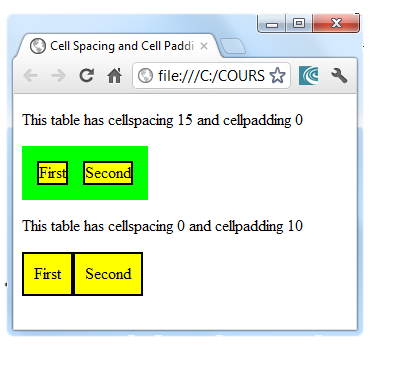 Cell Spacing and Cell Paddi
file:///C:/COURS
This table has cellspacing 15 and cellpadding 0
First Second
This table has cellspacing 0 and cellpadding 10
First Second